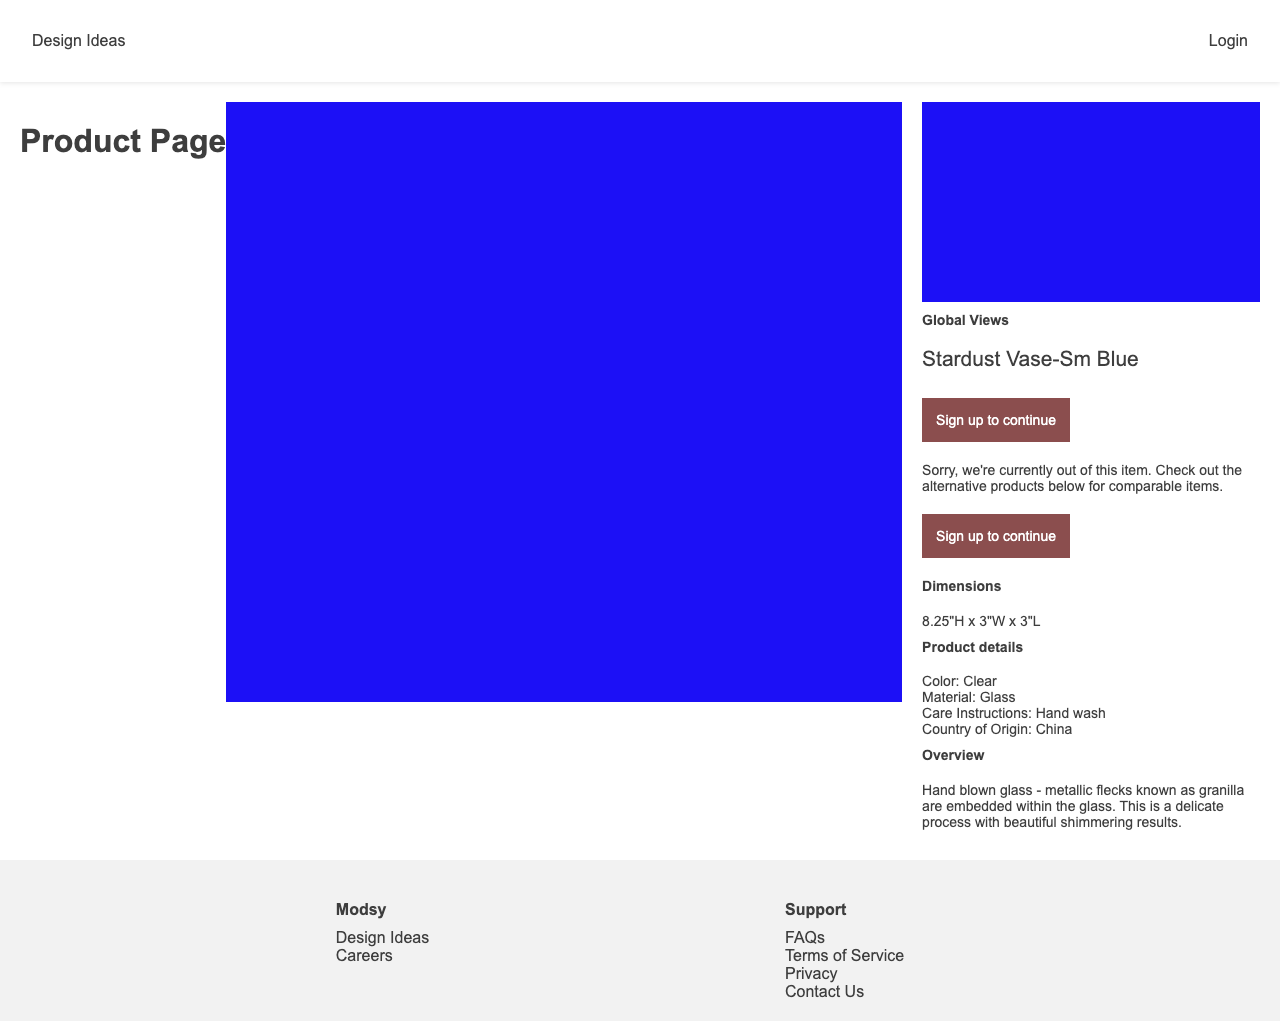 Design Ideas
Login
Product Page
Global Views
Stardust Vase-Sm Blue
Sign up to continue
Sorry, we're currently out of this item. Check out the
alternative products below for comparable items.
Sign up to continue
Dimensions
8.25"H x 3"W x 3"L
Product details
Color: Clear
Material: Glass
Care Instructions: Hand wash
Country of Origin: China
Overview
Hand blown glass - metallic flecks known as granilla
are embedded within the glass. This is a delicate
process with beautiful shimmering results.
Modsy
Design Ideas
Careers
Support
FAQs
Terms of Service
Privacy
Contact Us